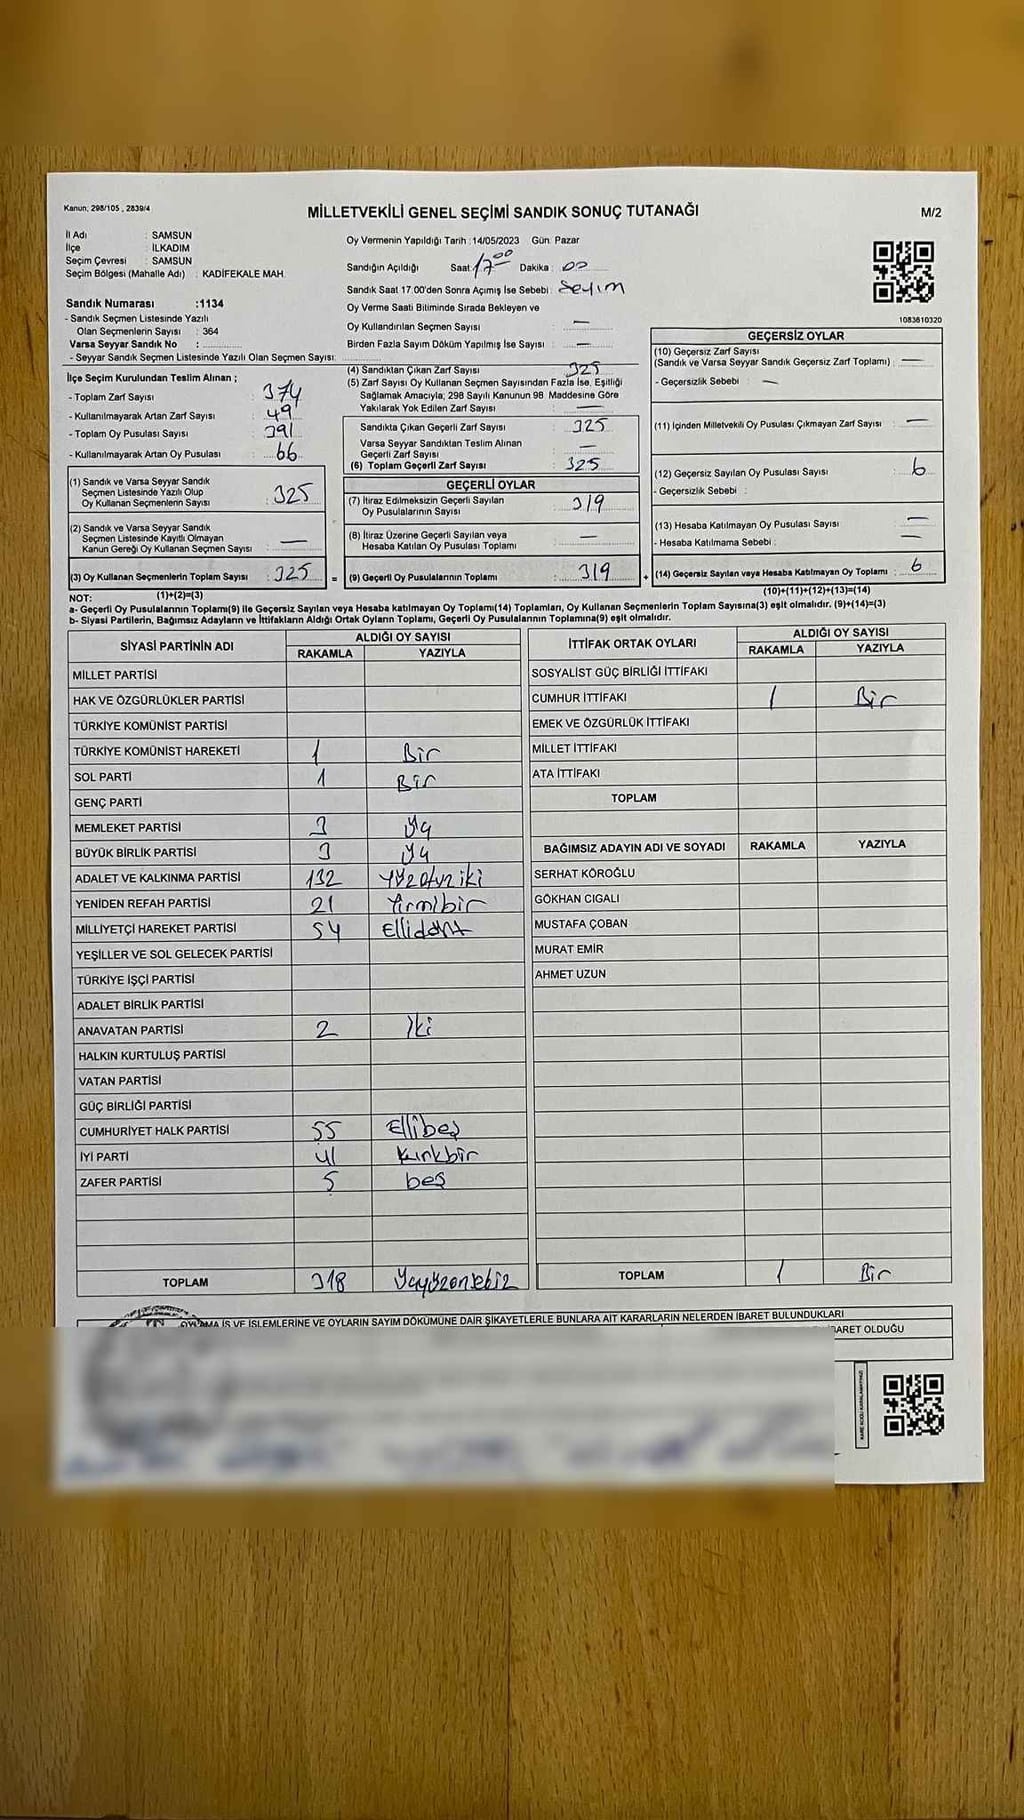 Kanun; 298/105 , 2839/4
MİLLETVEKİLİ GENEL SEÇİMİ SANDIK SONUÇ TUTANAĞI
M/2
İl Adı : SAMSUN
İlçe : İLKADIM
Seçim Çevresi : SAMSUN
Seçim Bölgesi (Mahalle Adı) : KADİFEKALE MAH.
Sandık Numarası :1134
- Sandık Seçmen Listesinde Yazılı
Olan Seçmenlerin Sayısı : 364
Varsa Seyyar Sandık No :
- Seyyar Sandık Seçmen Listesinde Yazılı Olan Seçmen Sayısı:
Oy Vermenin Yapıldığı Tarih :14/05/2023 Gün: Pazar
Sandığın Açıldığı Saat: 17.00 Dakika : 00
Sandık Saat 17.00'den Sonra Açımış İse Sebebi: Seyım
Oy Verme Saati Bitiminde Sırada Bekleyen ve
Oy Kullandırılan Seçmen Sayısı : —
Birden Fazla Sayım Döküm Yapılmış İse Sayısı : —
1083610320
İlçe Seçim Kurulundan Teslim Alınan ;
- Toplam Zarf Sayısı : 374
- Kullanılmayarak Artan Zarf Sayısı : 49
- Toplam Oy Pusulası Sayısı : 391
- Kullanılmayarak Artan Oy Pusulası : 66
(1) Sandık ve Varsa Seyyar Sandık
Seçmen Listesinde Yazılı Olup
Oy Kullanan Seçmenlerin Sayısı : 325
(2) Sandık ve Varsa Seyyar Sandık
Seçmen Listesinde Kayıtlı Olmayan
Kanun Gereği Oy Kullanan Seçmen Sayısı : —
(3) Oy Kullanan Seçmenlerin Toplam Sayısı : 325 =
(1)+(2)=(3)
(4) Sandıktan Çıkan Zarf Sayısı : 325
(5) Zarf Sayısı Oy Kullanan Seçmen Sayısından Fazla İse, Eşitliği
Sağlamak Amacıyla; 298 Sayılı Kanunun 98. Maddesine Göre
Yakılarak Yok Edilen Zarf Sayısı : —
Sandıkta Çıkan Geçerli Zarf Sayısı : 325
Varsa Seyyar Sandıktan Teslim Alınan
Geçerli Zarf Sayısı : —
(6) Toplam Geçerli Zarf Sayısı : 325
GEÇERLİ OYLAR
(7) İtiraz Edilmeksizin Geçerli Sayılan
Oy Pusulalarının Sayısı : 319
(8) İtiraz Üzerine Geçerli Sayılan veya
Hesaba Katılan Oy Pusulası Toplamı : —
(9) Geçerli Oy Pusulalarının Toplamı : 319 +
GEÇERSİZ OYLAR
(10) Geçersiz Zarf Sayısı
(Sandık ve Varsa Seyyar Sandık Geçersiz Zarf Toplamı) : —
- Geçersizlik Sebebi : —
(11) İçinden Milletvekili Oy Pusulası Çıkmayan Zarf Sayısı : —
(12) Geçersiz Sayılan Oy Pusulası Sayısı : 6
- Geçersizlik Sebebi :
(13) Hesaba Katılmayan Oy Pusulası Sayısı : —
- Hesaba Katılmama Sebebi : —
(14) Geçersiz Sayılan veya Hesaba Katılmayan Oy Toplamı : 6
(10)+(11)+(12)+(13)=(14)
NOT:
a- Geçerli Oy Pusulalarının Toplamı(9) ile Geçersiz Sayılan veya Hesaba katılmayan Oy Toplamı(14) Toplamları, Oy Kullanan Seçmenlerin Toplam Sayısına(3) eşit olmalıdır. (9)+(14)=(3)
b- Siyasi Partilerin, Bağımsız Adayların ve İttifakların Aldığı Ortak Oyların Toplamı, Geçerli Oy Pusulalarının Toplamına(9) eşit olmalıdır.
SİYASİ PARTİNİN ADI
ALDIĞI OY SAYISI
RAKAMLA YAZIYLA
MİLLET PARTİSİ
HAK VE ÖZGÜRLÜKLER PARTİSİ
TÜRKİYE KOMÜNİST PARTİSİ
TÜRKİYE KOMÜNİST HAREKETİ 1 Bir
SOL PARTİ 1 Bir
GENÇ PARTİ
MEMLEKET PARTİSİ 3
BÜYÜK BİRLİK PARTİSİ 3
ADALET VE KALKINMA PARTİSİ 132 yüzotuziki
YENİDEN REFAH PARTİSİ 21 Yirmibir
MİLLİYETÇİ HAREKET PARTİSİ 54 Ellidört
YEŞİLLER VE SOL GELECEK PARTİSİ
TÜRKİYE İŞÇİ PARTİSİ
ADALET BİRLİK PARTİSİ
ANAVATAN PARTİSİ 2 İki
HALKIN KURTULUŞ PARTİSİ
VATAN PARTİSİ
GÜÇ BİRLİĞİ PARTİSİ
CUMHURİYET HALK PARTİSİ 55 Ellibeş
İYİ PARTİ 41 Kırkbir
ZAFER PARTİSİ 5 beş
TOPLAM 318
İTTİFAK ORTAK OYLARI
ALDIĞI OY SAYISI
RAKAMLA YAZIYLA
SOSYALİST GÜÇ BİRLİĞİ İTTİFAKI
CUMHUR İTTİFAKI 1 Bir
EMEK VE ÖZGÜRLÜK İTTİFAKI
MİLLET İTTİFAKI
ATA İTTİFAKI
TOPLAM
BAĞIMSIZ ADAYIN ADI VE SOYADI RAKAMLA YAZIYLA
SERHAT KÖROĞLU
GÖKHAN CIGALI
MUSTAFA ÇOBAN
MURAT EMİR
AHMET UZUN
TOPLAM 1 Bir
OYLAMA İŞ VE İŞLEMLERİNE VE OYLARIN SAYIM DÖKÜMÜNE DAİR ŞİKAYETLERLE BUNLARA AİT KARARLARIN NELERDEN İBARET BULUNDUKLARI
İBARET OLDUĞU